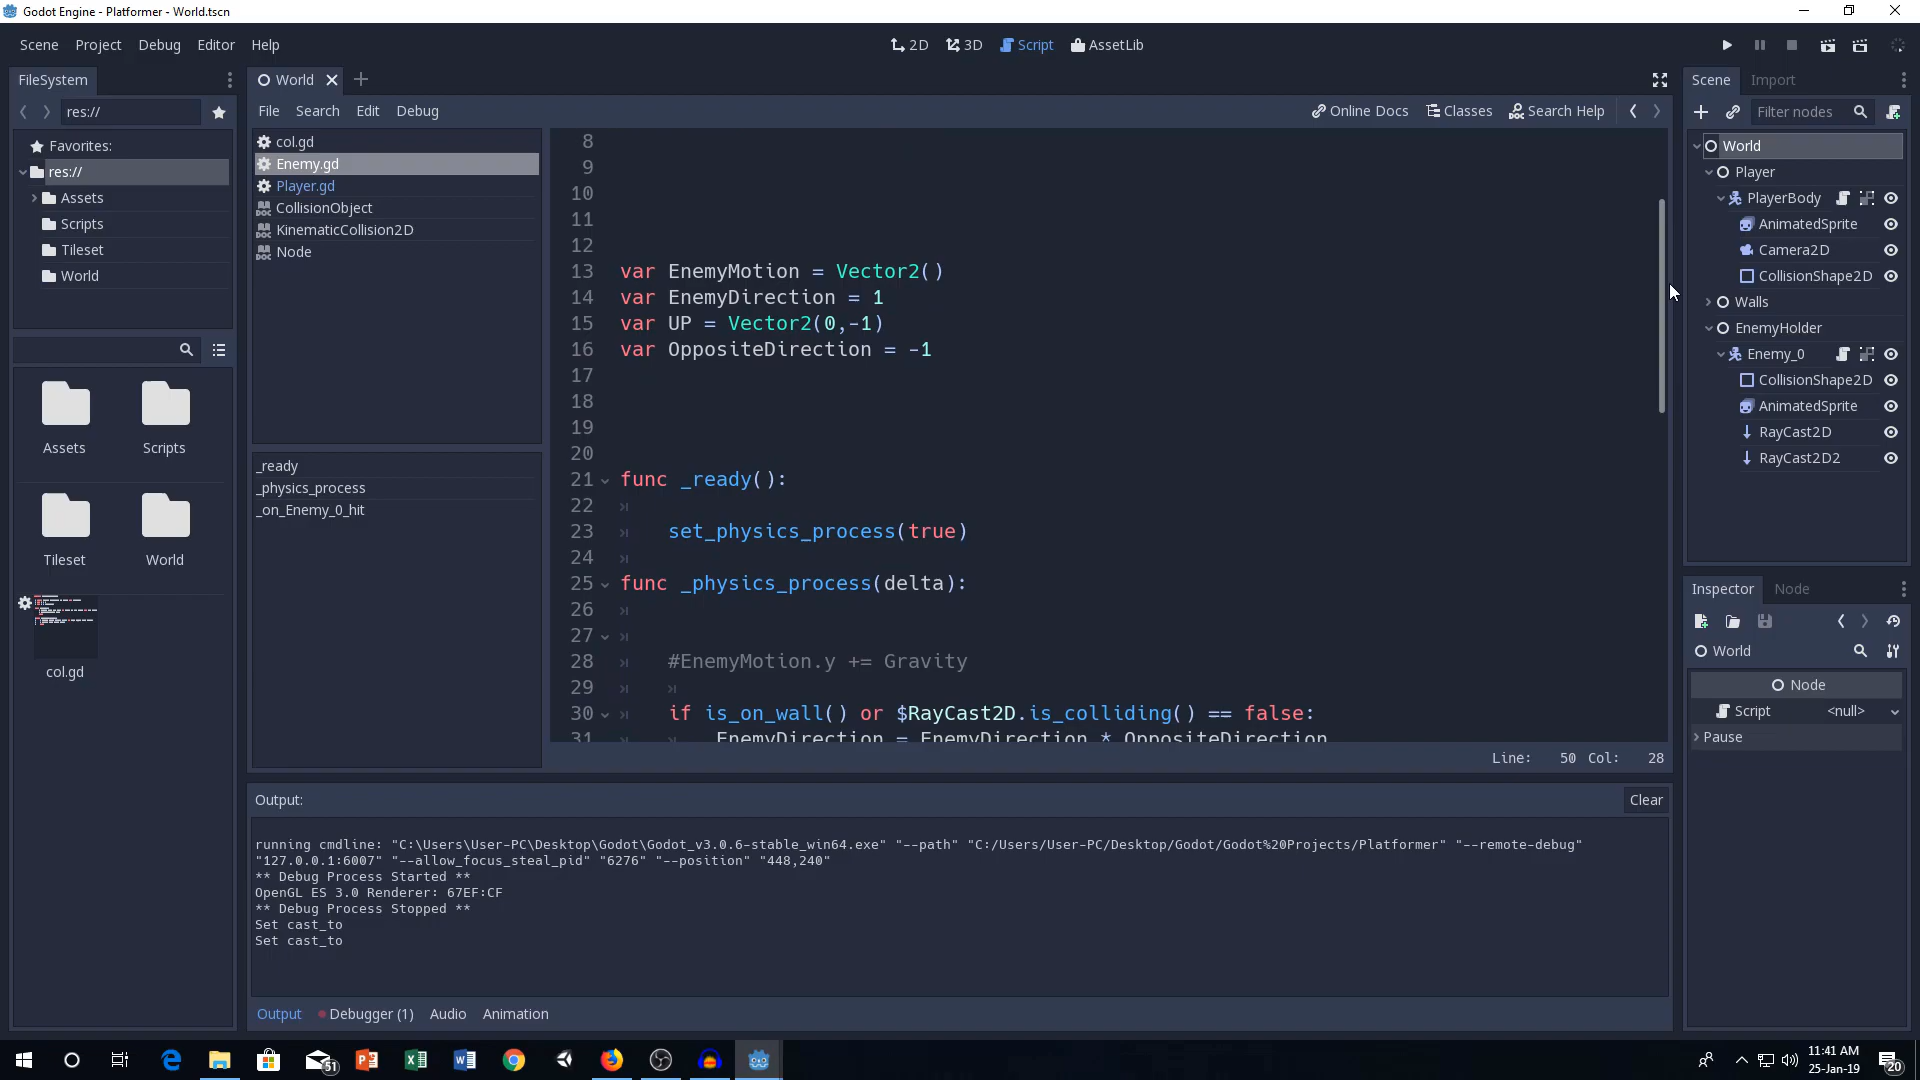 Godot Engine - Platformer - World.tscn
Scene Project Debug Editor Help
2D 3D Script AssetLib
FileSystem
res://
Favorites:
res://
Assets
Scripts
Tileset
World
Assets Scripts
Tileset World
col.gd
World
File Search Edit Debug
Online Docs Classes Search Help
col.gd
Enemy.gd
Player.gd
CollisionObject
KinematicCollision2D
Node
_ready
_physics_process
_on_Enemy_0_hit
8
9
10
11
12
13 var EnemyMotion = Vector2()
14 var EnemyDirection = 1
15 var UP = Vector2(0,-1)
16 var OppositeDirection = -1
17
18
19
20
21 func _ready():
22
23 set_physics_process(true)
24
25 func _physics_process(delta):
26
27
28 #EnemyMotion.y += Gravity
29
30 if is_on_wall() or $RayCast2D.is_colliding() == false:
31 EnemyDirection = EnemyDirection * OppositeDirection
Line: 50 Col: 28
Output:
Clear
running cmdline: "C:\Users\User-PC\Desktop\Godot\Godot_v3.0.6-stable_win64.exe" "--path" "C:/Users/User-PC/Desktop/Godot/Godot%20Projects/Platformer" "--remote-debug"
"127.0.0.1:6007" "--allow_focus_steal_pid" "6276" "--position" "448,240"
** Debug Process Started **
OpenGL ES 3.0 Renderer: 67EF:CF
** Debug Process Stopped **
Set cast_to
Set cast_to
Output Debugger (1) Audio Animation
Scene Import
Filter nodes
World
Player
PlayerBody
AnimatedSprite
Camera2D
CollisionShape2D
Walls
EnemyHolder
Enemy_0
CollisionShape2D
AnimatedSprite
RayCast2D
RayCast2D2
Inspector Node
World
Node
Script <null>
Pause
51
11:41 AM
25-Jan-19
20